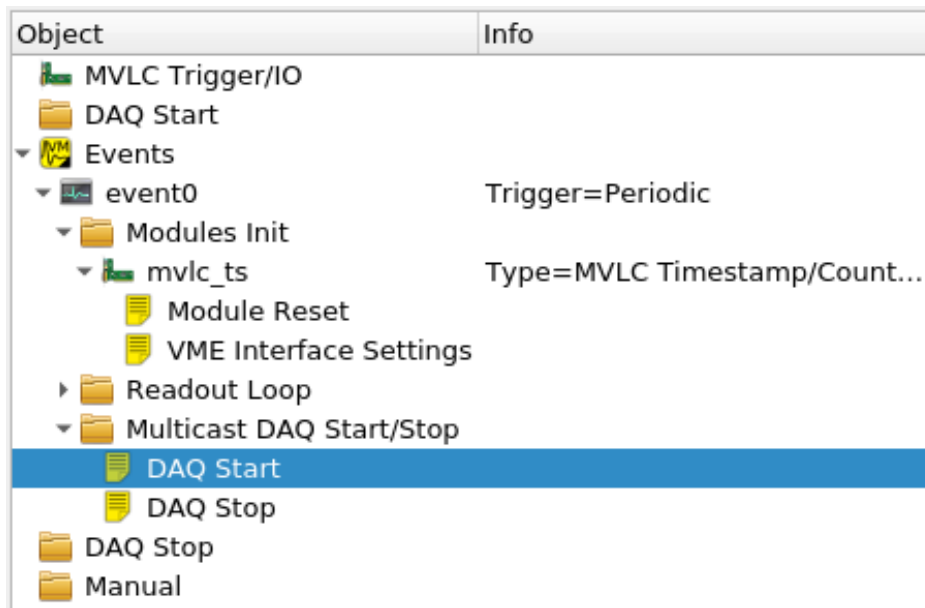 Object Info
MVLC Trigger/IO
DAQ Start
Events
event0 Trigger=Periodic
Modules Init
mvlc_ts Type=MVLC Timestamp/Count...
Module Reset
VME Interface Settings
Readout Loop
Multicast DAQ Start/Stop
DAQ Start
DAQ Stop
DAQ Stop
Manual